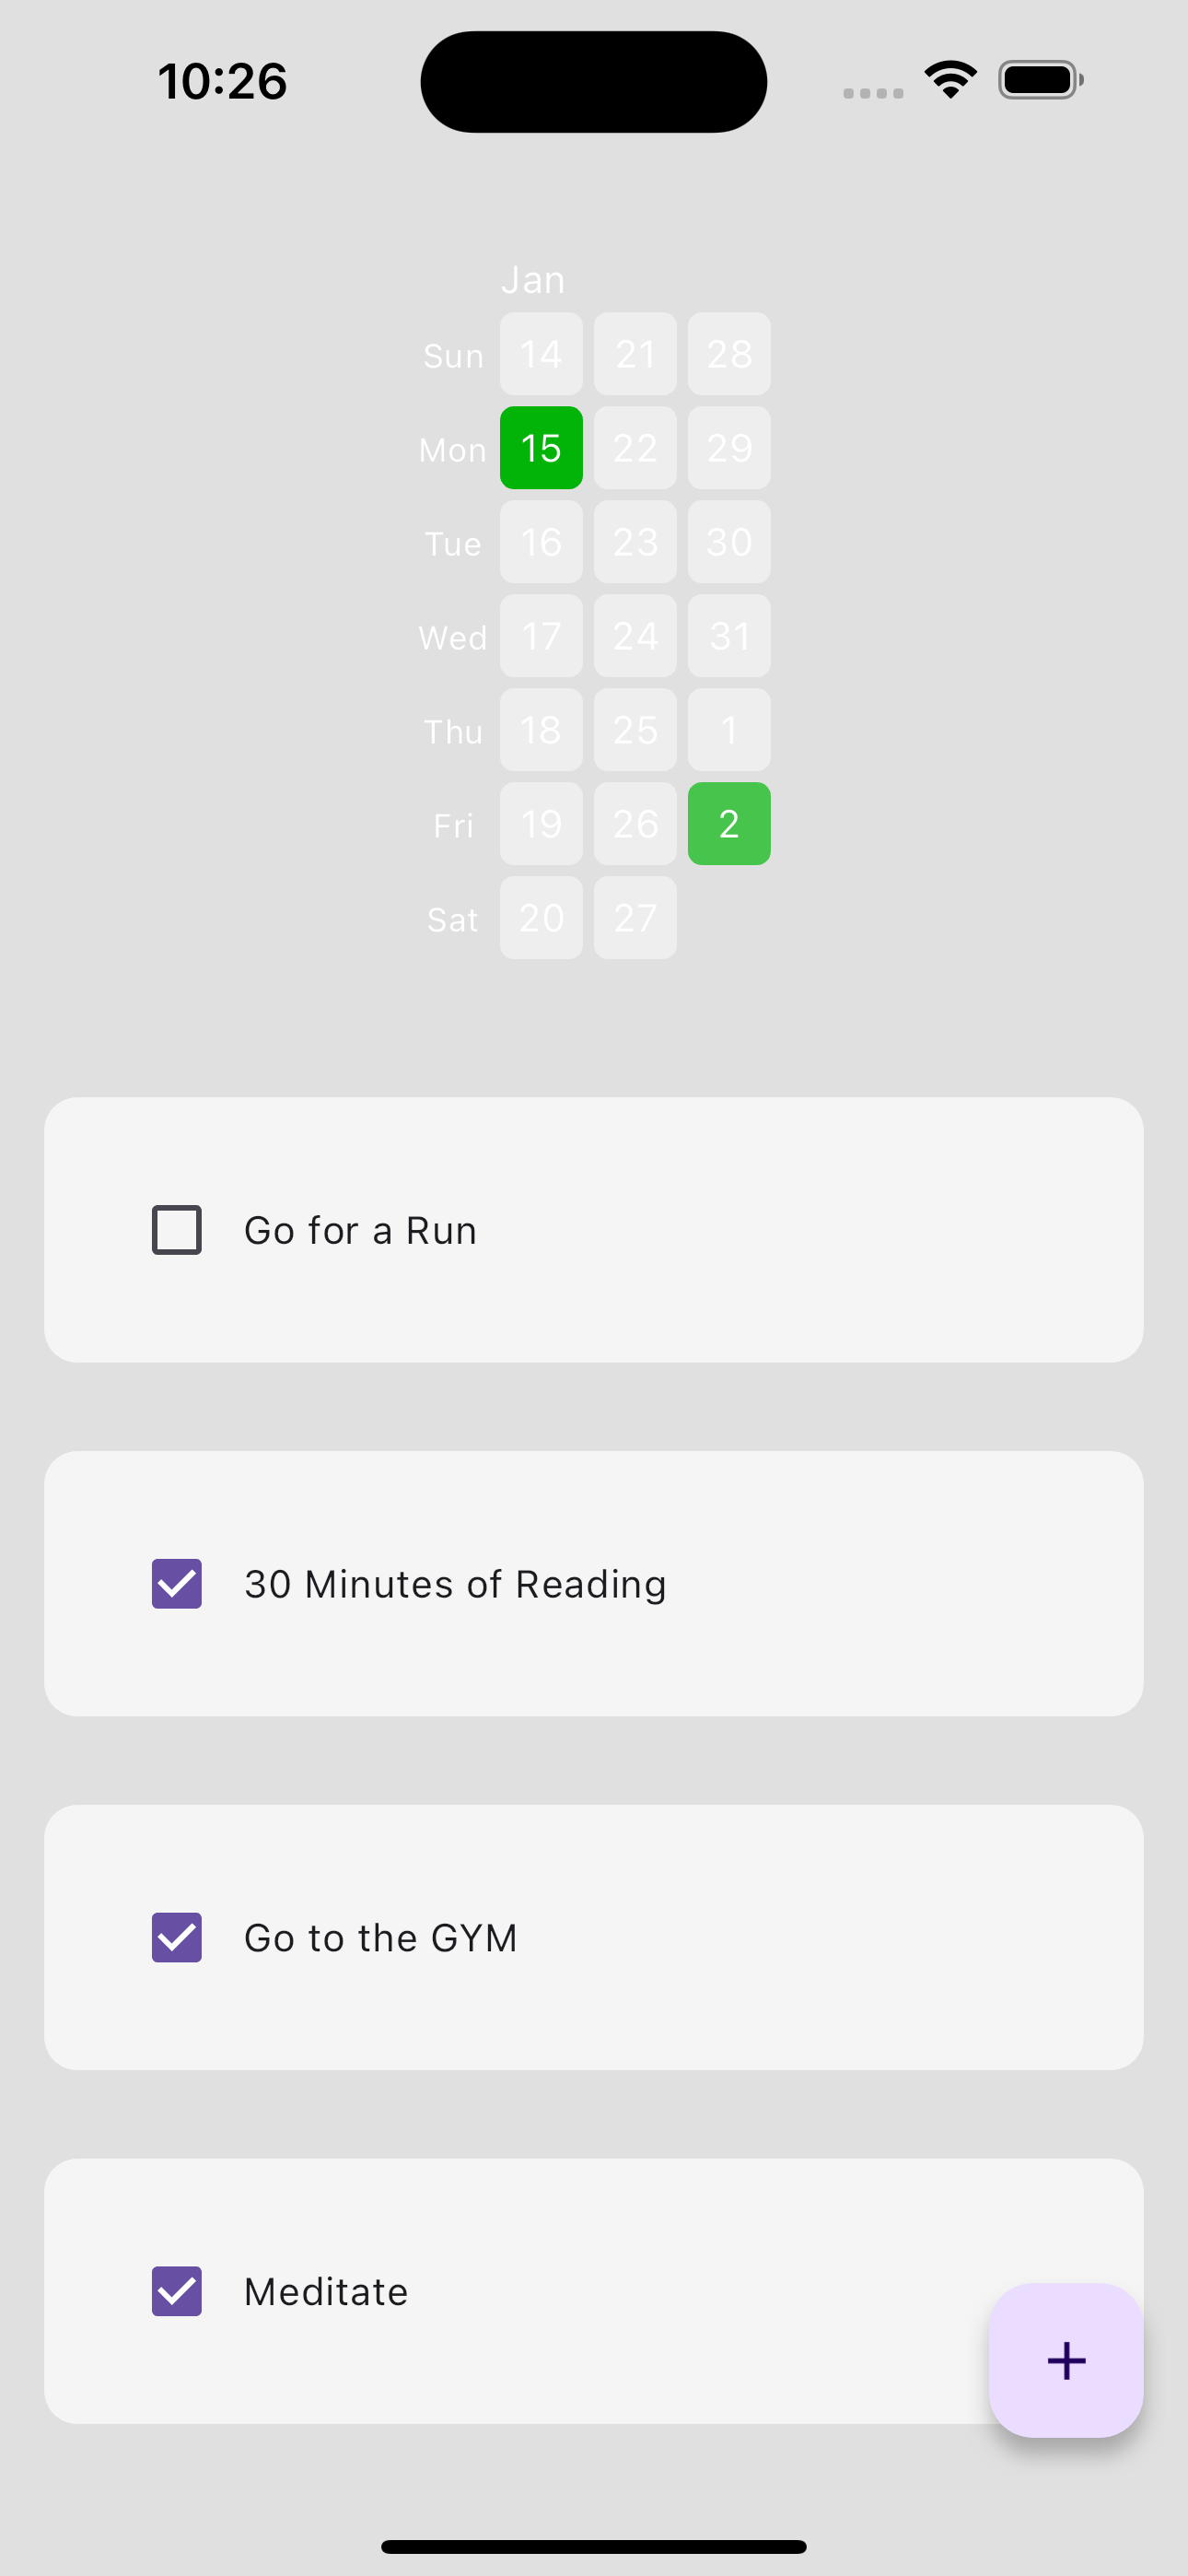 10:26
Jan
Sun 14 21 28
Mon 15 22 29
Tue 16 23 30
Wed 17 24 31
Thu 18 25 1
Fri 19 26 2
Sat 20 27
Go for a Run
30 Minutes of Reading
Go to the GYM
Meditate
+